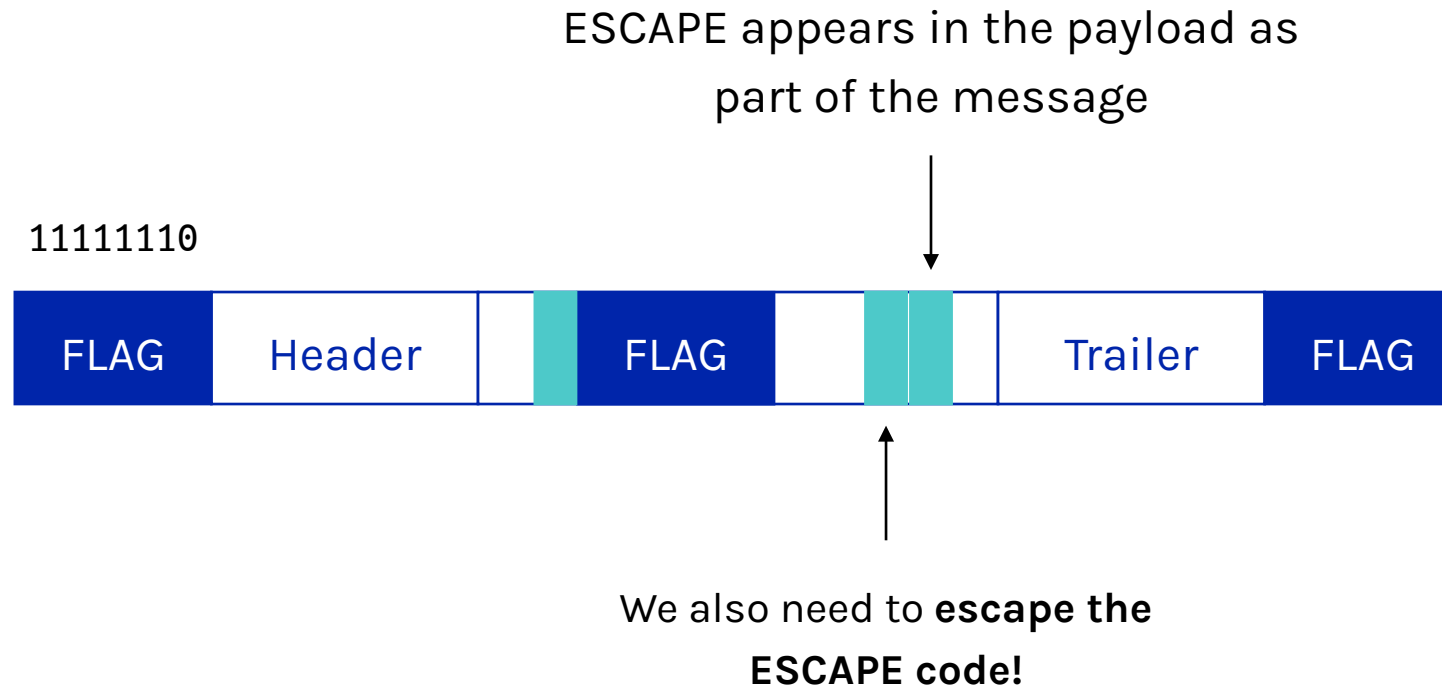 ESCAPE appears in the payload as
part of the message
11111110
FLAG
Header
FLAG
Trailer
FLAG
We also need to escape the
ESCAPE code!